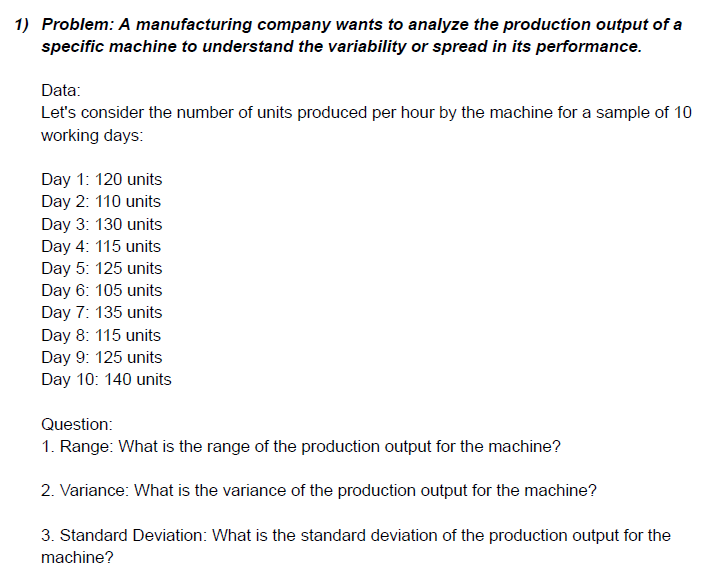 1) Problem: A manufacturing company wants to analyze the production output of a
specific machine to understand the variability or spread in its performance.
Data:
Let's consider the number of units produced per hour by the machine for a sample of 10
working days:
Day 1: 120 units
Day 2: 110 units
Day 3: 130 units
Day 4: 115 units
Day 5: 125 units
Day 6: 105 units
Day 7: 135 units
Day 8: 115 units
Day 9: 125 units
Day 10: 140 units
Question:
1. Range: What is the range of the production output for the machine?
2. Variance: What is the variance of the production output for the machine?
3. Standard Deviation: What is the standard deviation of the production output for the
machine?